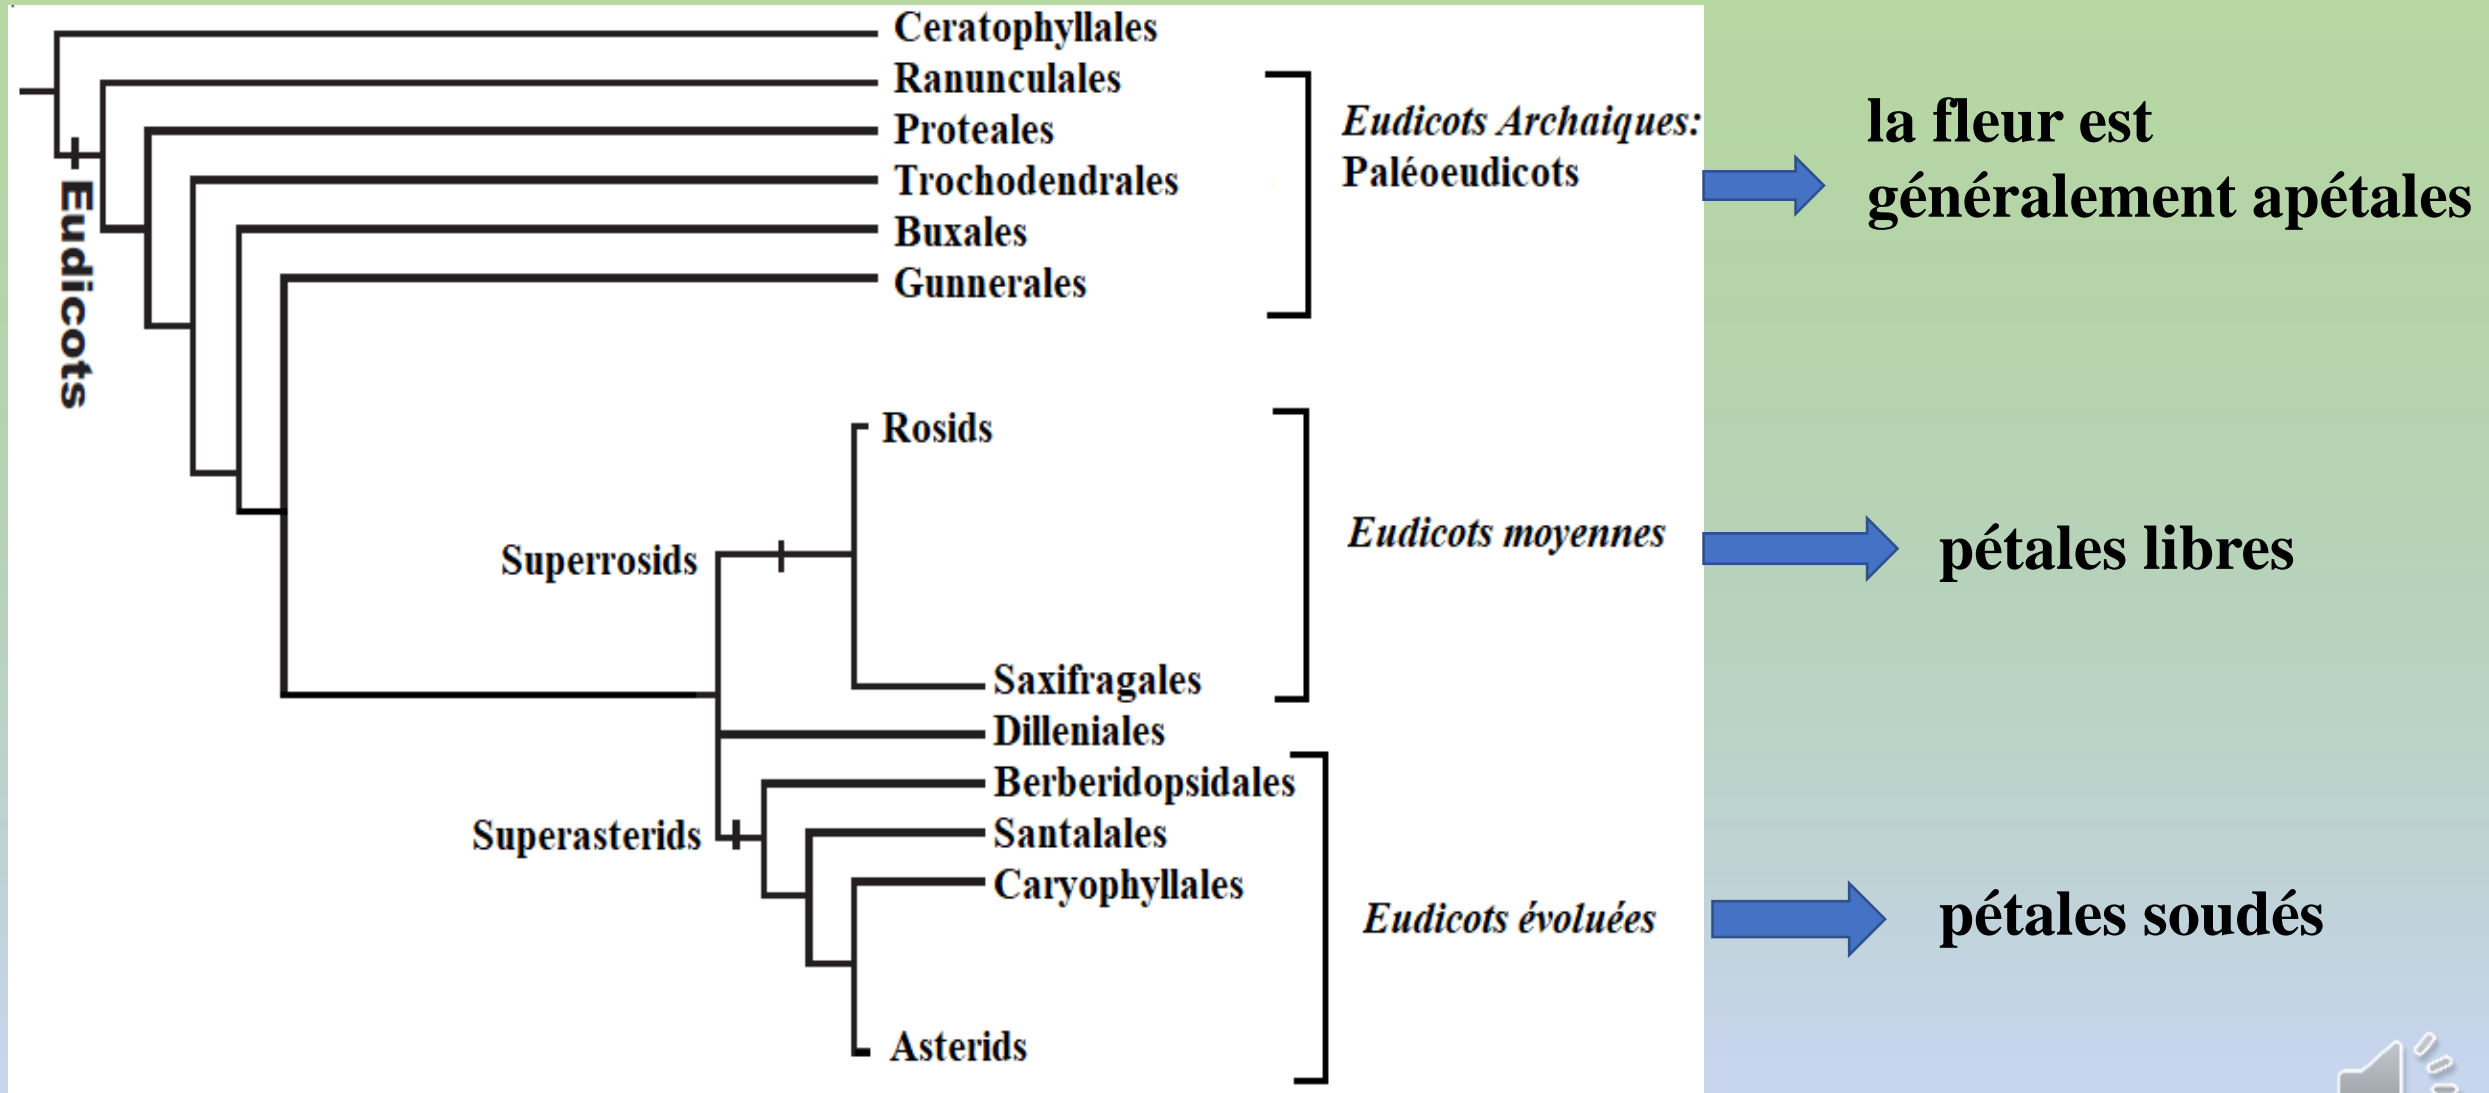 Ceratophyllales
Ranunculales
Proteales
Trochodendrales
Buxales
Gunnerales
Eudicots
Eudicots Archaiques:
Paléoeudicots
la fleur est
généralement apétales
Rosids
Superrosids
Eudicots moyennes
pétales libres
Saxifragales
Dilleniales
Berberidopsidales
Superasterids
Santalales
Caryophyllales
Eudicots évoluées
pétales soudés
Asterids